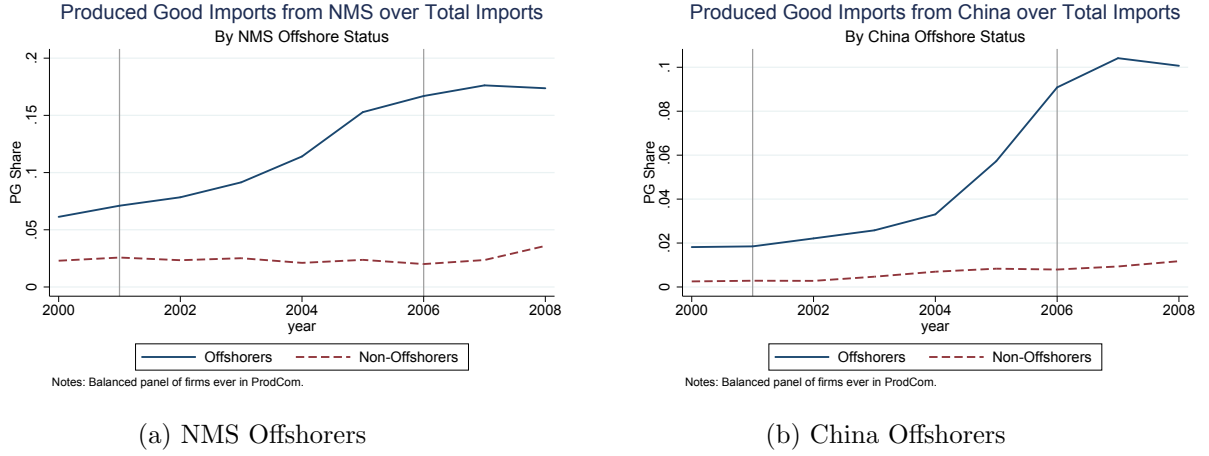 Produced Good Imports from NMS over Total Imports
By NMS Offshore Status
PG Share
0 .05 .1 .15 .2
2000 2002 2004 2006 2008
year
Offshorers Non-Offshorers
Notes: Balanced panel of firms ever in ProdCom.
(a) NMS Offshorers
Produced Good Imports from China over Total Imports
By China Offshore Status
PG Share
0 .02 .04 .06 .08 .1
2000 2002 2004 2006 2008
year
Offshorers Non-Offshorers
Notes: Balanced panel of firms ever in ProdCom.
(b) China Offshorers